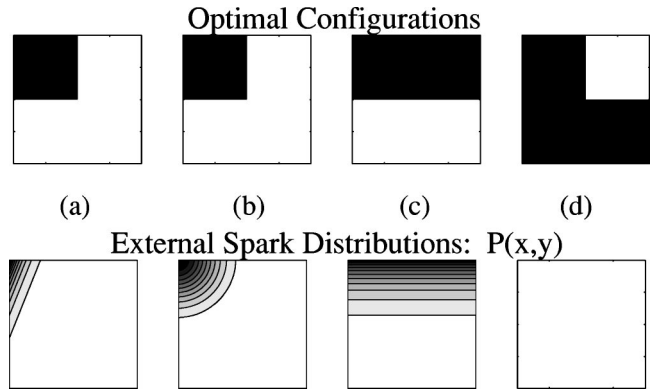 Optimal Configurations
(a) (b) (c) (d)
External Spark Distributions: P(x,y)